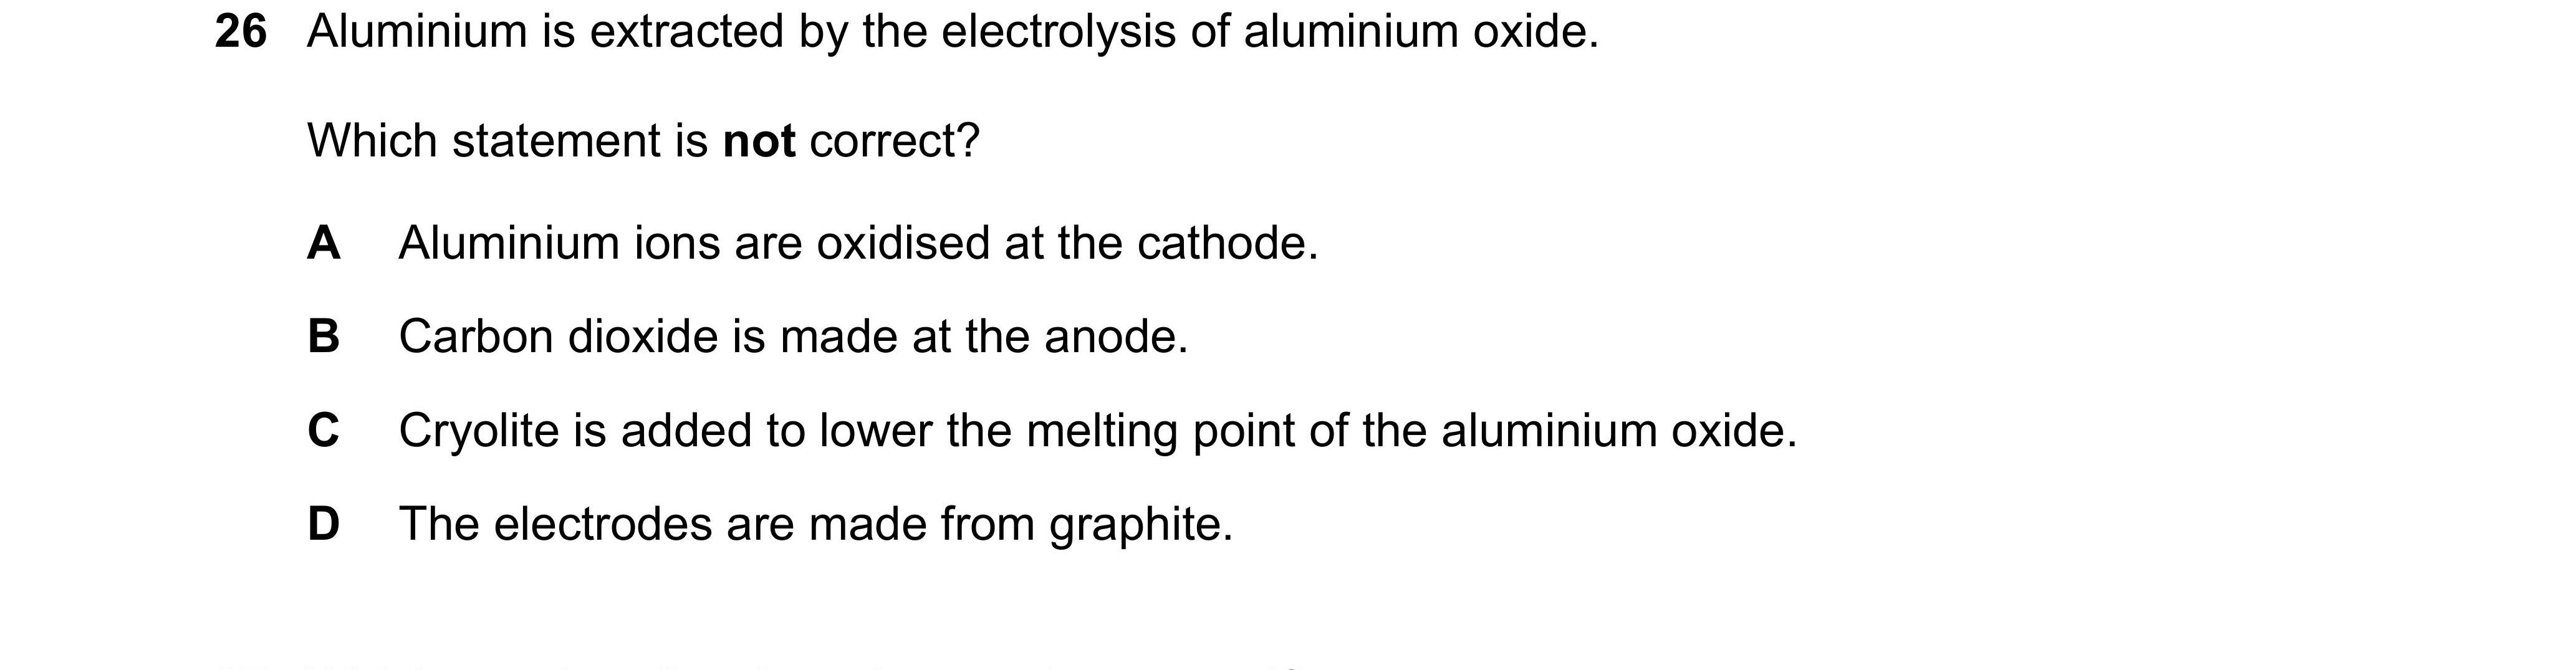 26 Aluminium is extracted by the electrolysis of aluminium oxide.
Which statement is not correct?
A Aluminium ions are oxidised at the cathode.
B Carbon dioxide is made at the anode.
C Cryolite is added to lower the melting point of the aluminium oxide.
D The electrodes are made from graphite.